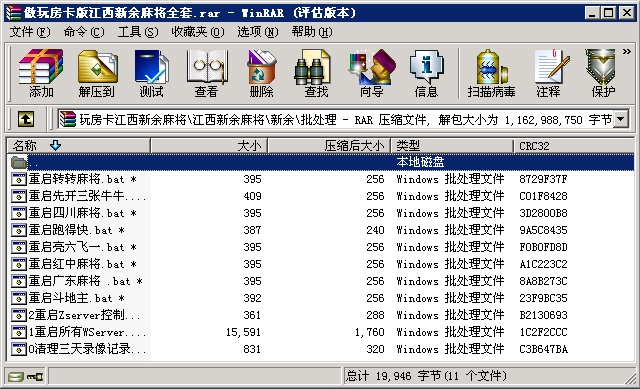 傲玩房卡版江西新余麻将全套.rar - WinRAR (评估版本)
文件(F) 命令(C) 工具(S) 收藏夹(O) 选项(N) 帮助(H)
添加 解压到 测试 查看 删除 查找 向导 信息 扫描病毒 注释 保护
玩房卡江西新余麻将\江西新余麻将\新余\批处理 - RAR 压缩文件, 解包大小为 1,162,988,750 字节
名称 大小 压缩后大小 类型 CRC32
.. 本地磁盘
重启转转麻将.bat * 395 256 Windows 批处理文件 8729F37F
重启先开三张牛牛.... 409 256 Windows 批处理文件 C01F8428
重启四川麻将.bat * 395 256 Windows 批处理文件 3D2800B8
重启跑得快.bat * 387 240 Windows 批处理文件 9A5C8435
重启亮六飞一.bat * 395 256 Windows 批处理文件 F0B0FD8D
重启红中麻将.bat * 395 256 Windows 批处理文件 A1C223C2
重启广东麻将 .bat * 395 256 Windows 批处理文件 8A8B273C
重启斗地主.bat * 392 256 Windows 批处理文件 23F9BC35
2重启Zserver控制... 361 288 Windows 批处理文件 B2130693
1重启所有WServer.... 15,591 1,760 Windows 批处理文件 1C2F2CCC
0清理三天录像记录... 831 320 Windows 批处理文件 C3B647BA
总计 19,946 字节(11 个文件)